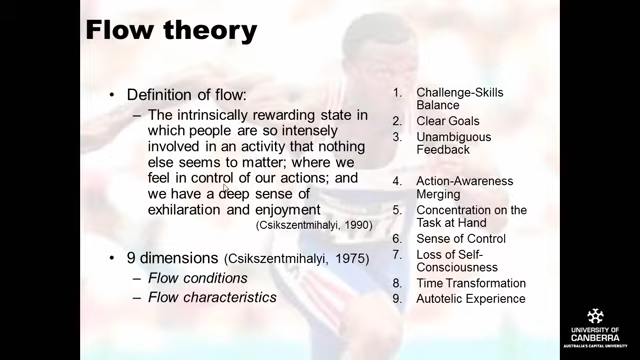 Flow theory
• Definition of flow:
– The intrinsically rewarding state in
which people are so intensely
involved in an activity that nothing
else seems to matter; where we
feel in control of our actions; and
we have a deep sense of
exhilaration and enjoyment
(Csikszentmihalyi, 1990)
• 9 dimensions (Csikszentmihalyi, 1975)
– Flow conditions
– Flow characteristics
1. Challenge-Skills
Balance
2. Clear Goals
3. Unambiguous
Feedback
4. Action-Awareness
Merging
5. Concentration on the
Task at Hand
6. Sense of Control
7. Loss of Self-
Consciousness
8. Time Transformation
9. Autotelic Experience
UNIVERSITY OF
CANBERRA
AUSTRALIA'S CAPITAL UNIVERSITY